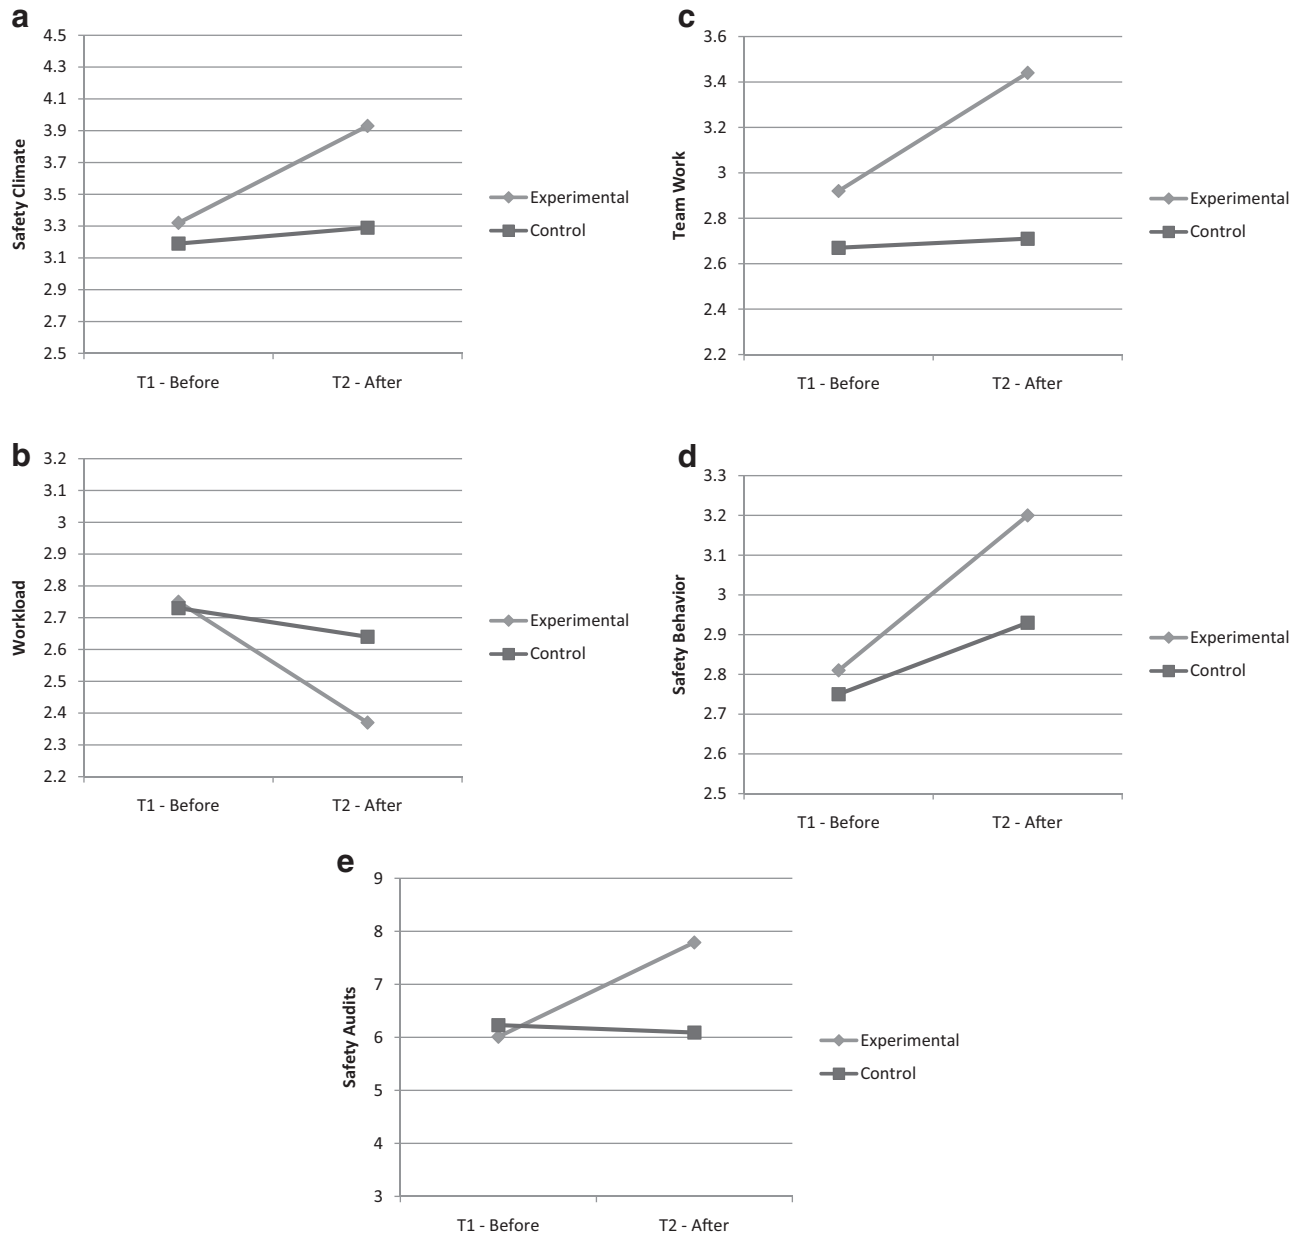 a
4.5
4.3
4.1
3.9
3.7
3.5
3.3
3.1
2.9
2.7
2.5
Safety Climate
T1 - Before T2 - After
Experimental
Control
c
3.6
3.4
3.2
3
2.8
2.6
2.4
2.2
Team Work
T1 - Before T2 - After
Experimental
Control
b
3.2
3.1
3
2.9
2.8
2.7
2.6
2.5
2.4
2.3
2.2
Workload
T1 - Before T2 - After
Experimental
Control
d
3.3
3.2
3.1
3
2.9
2.8
2.7
2.6
2.5
Safety Behavior
T1 - Before T2 - After
Experimental
Control
e
9
8
7
6
5
4
3
Safety Audits
T1 - Before T2 - After
Experimental
Control